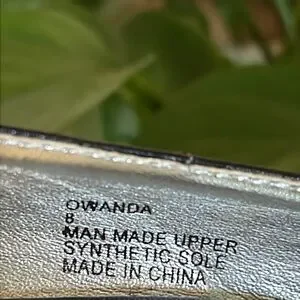 OWANDA
8
MAN MADE UPPER
SYNTHETIC SOLE
MADE IN CHINA